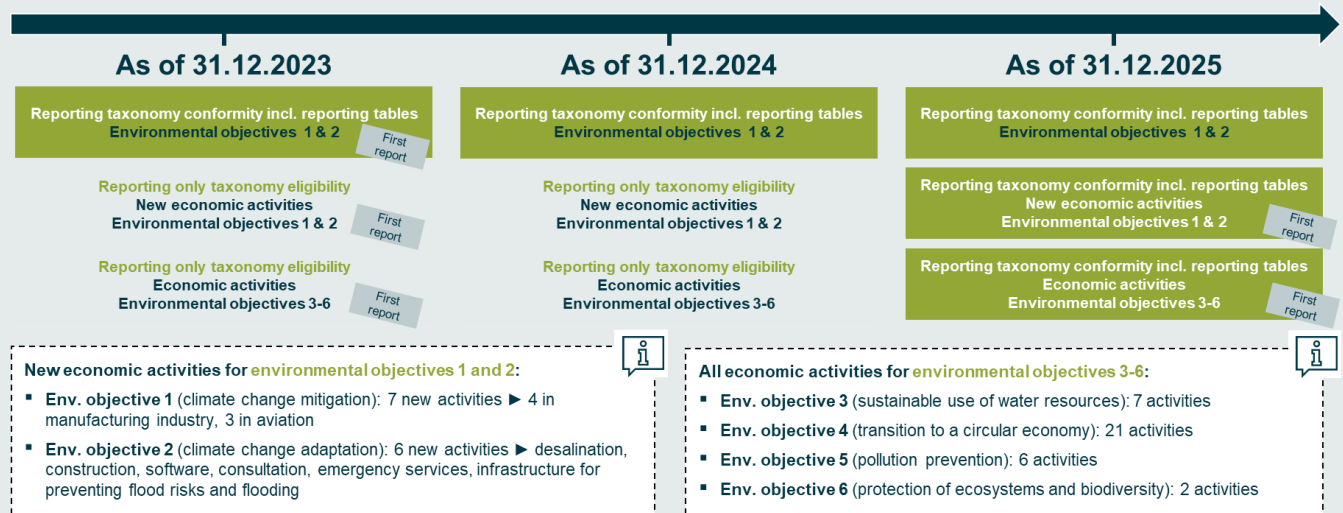 As of 31.12.2023
Reporting taxonomy conformity incl. reporting tables
Environmental objectives 1 & 2
First
report
Reporting only taxonomy eligibility
New economic activities
Environmental objectives 1 & 2
First
report
Reporting only taxonomy eligibility
Economic activities
Environmental objectives 3-6
First
report
As of 31.12.2024
Reporting taxonomy conformity incl. reporting tables
Environmental objectives 1 & 2
Reporting only taxonomy eligibility
New economic activities
Environmental objectives 1 & 2
Reporting only taxonomy eligibility
Economic activities
Environmental objectives 3-6
As of 31.12.2025
Reporting taxonomy conformity incl. reporting tables
Environmental objectives 1 & 2
Reporting taxonomy conformity incl. reporting tables
New economic activities
Environmental objectives 1 & 2
First
report
Reporting taxonomy conformity incl. reporting tables
Economic activities
Environmental objectives 3-6
First
report
New economic activities for environmental objectives 1 and 2:
▪ Env. objective 1 (climate change mitigation): 7 new activities ► 4 in
manufacturing industry, 3 in aviation
▪ Env. objective 2 (climate change adaptation): 6 new activities ► desalination,
construction, software, consultation, emergency services, infrastructure for
preventing flood risks and flooding
i
All economic activities for environmental objectives 3-6:
▪ Env. objective 3 (sustainable use of water resources): 7 activities
▪ Env. objective 4 (transition to a circular economy): 21 activities
▪ Env. objective 5 (pollution prevention): 6 activities
▪ Env. objective 6 (protection of ecosystems and biodiversity): 2 activities
i